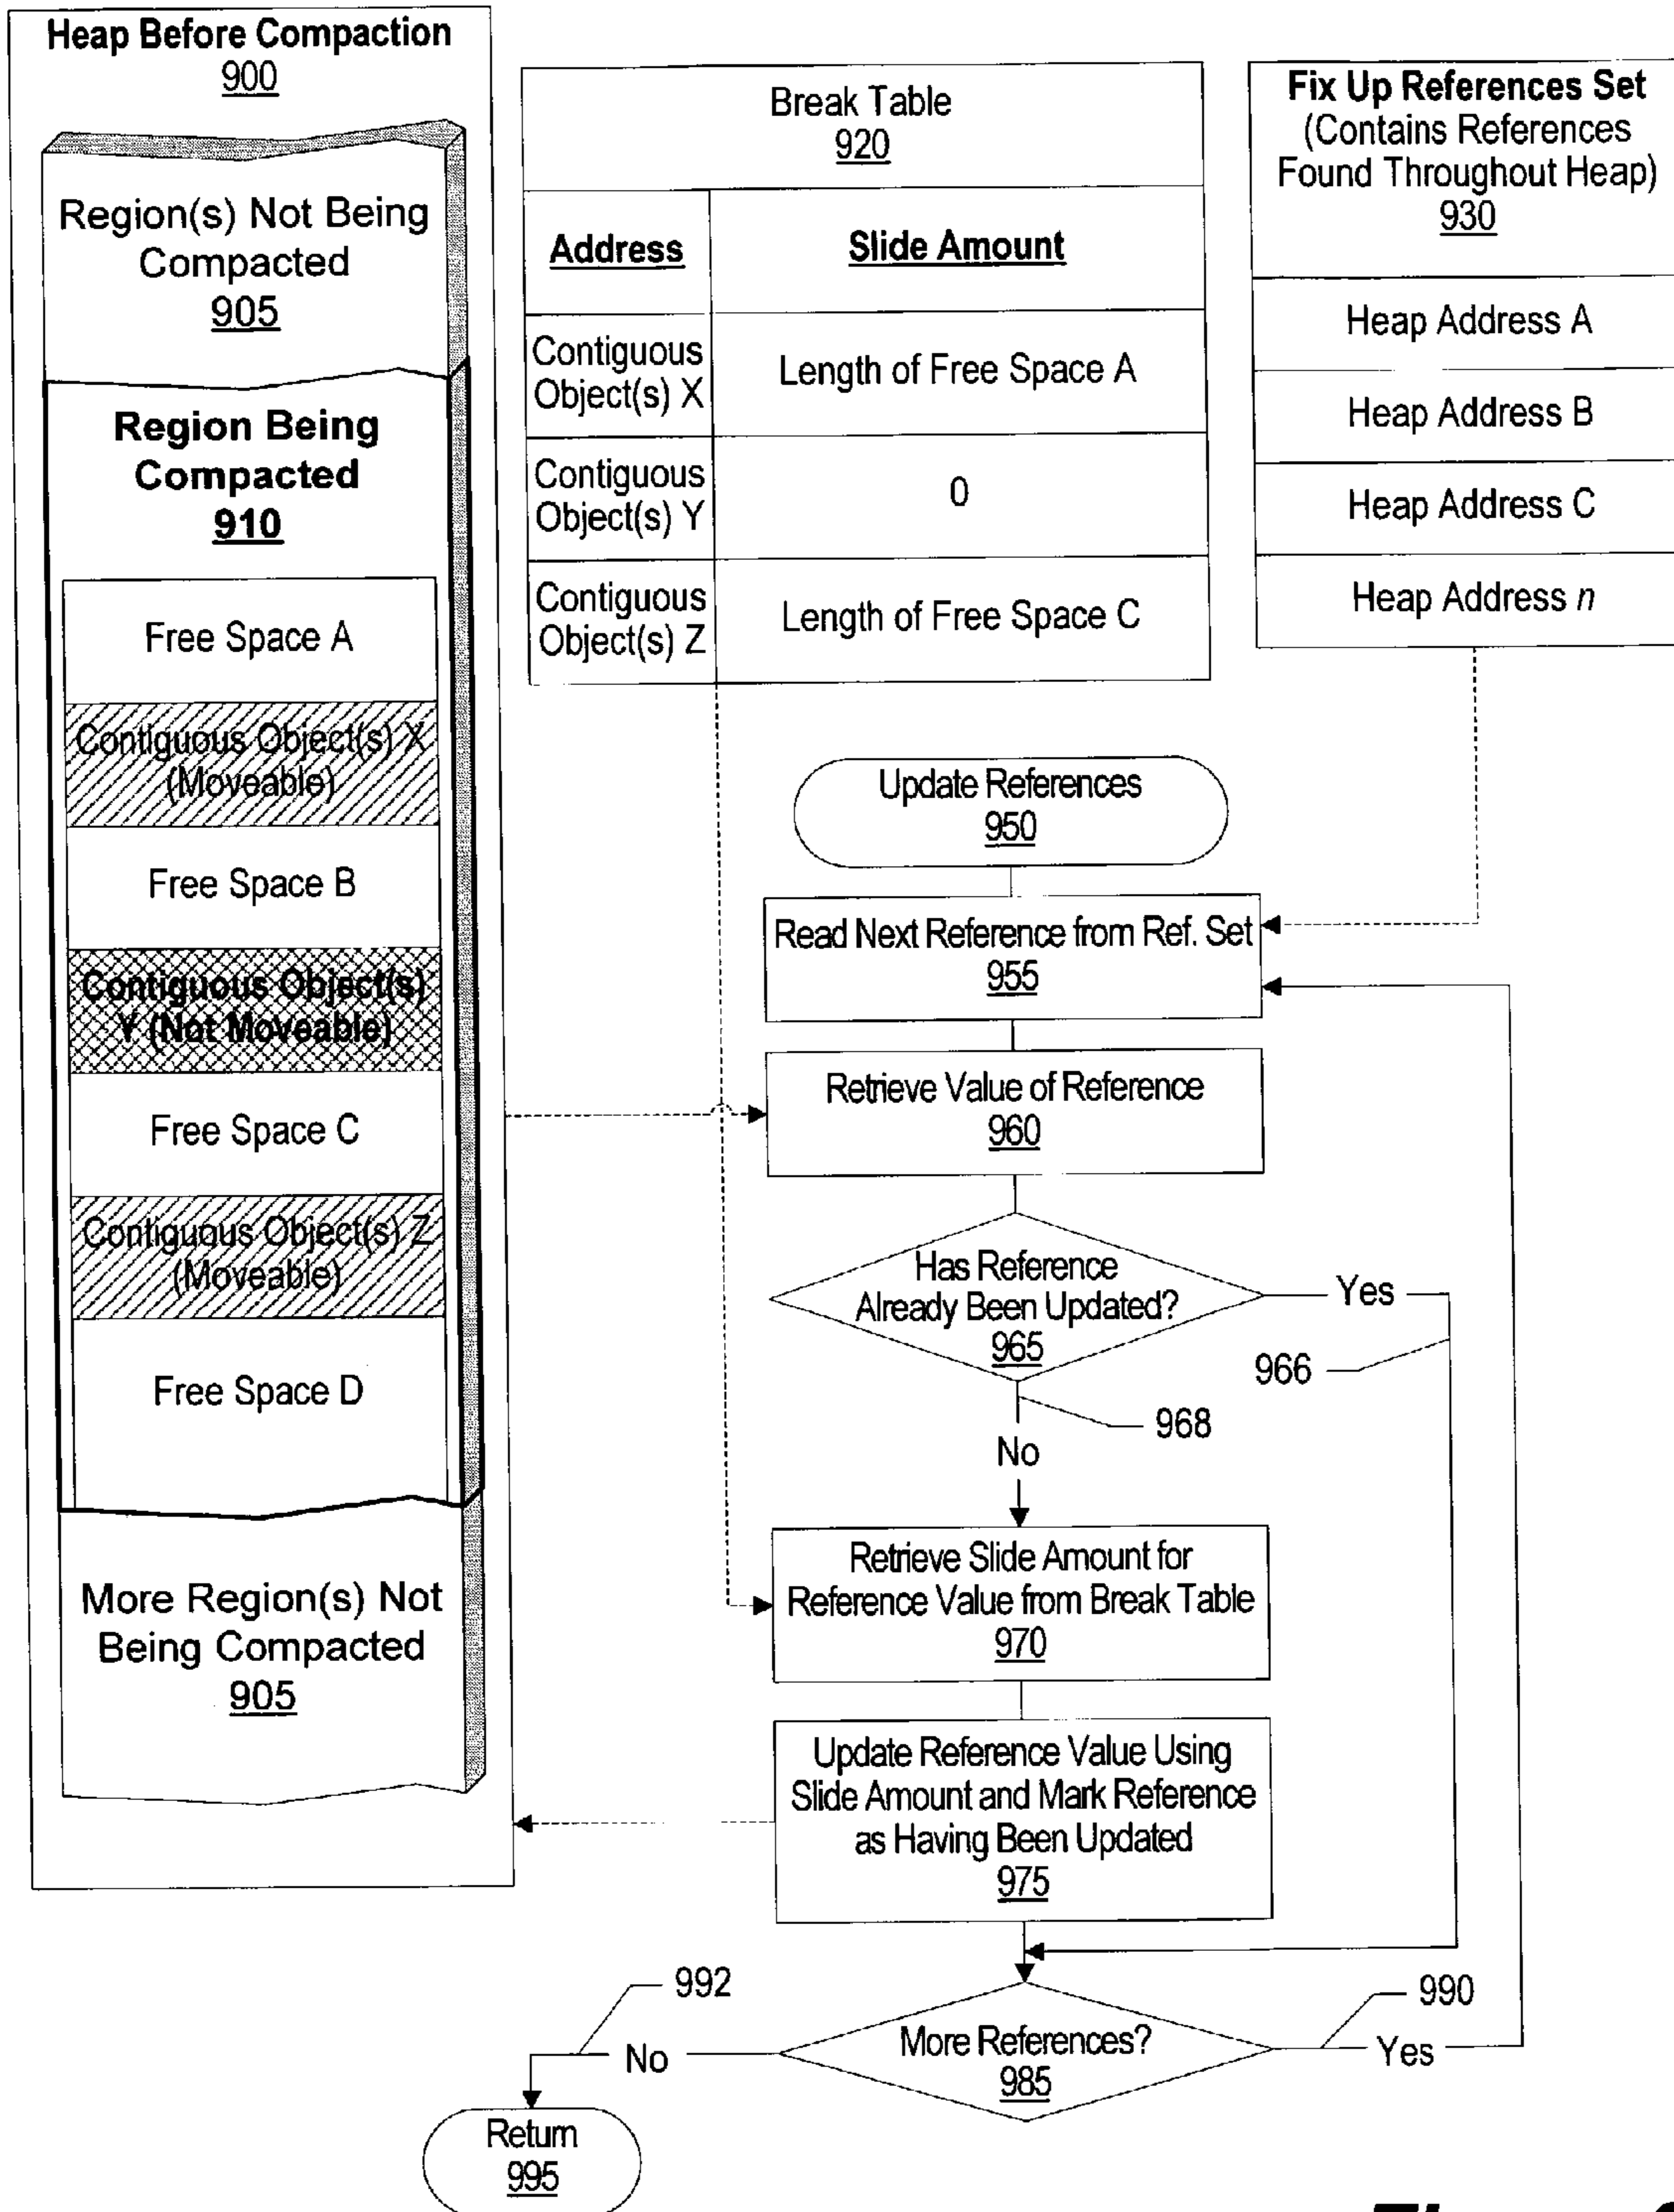 Heap Before Compaction
900
Region(s) Not Being
Compacted
905
Region Being
Compacted
910
Free Space A
Contiguous Object(s) X
(Moveable)
Free Space B
Contiguous Object(s)
Y (Not Moveable)
Free Space C
Contiguous Object(s) Z
(Moveable)
Free Space D
More Region(s) Not
Being Compacted
905
Break Table
920
Address
Slide Amount
Contiguous
Object(s) X
Length of Free Space A
Contiguous
Object(s) Y
0
Contiguous
Object(s) Z
Length of Free Space C
Fix Up References Set
(Contains References
Found Throughout Heap)
930
Heap Address A
Heap Address B
Heap Address C
Heap Address n
Update References
950
Read Next Reference from Ref. Set
955
Retrieve Value of Reference
960
Has Reference
Already Been Updated?
965
Yes
966
968
No
Retrieve Slide Amount for
Reference Value from Break Table
970
Update Reference Value Using
Slide Amount and Mark Reference
as Having Been Updated
975
992
990
No
More References?
985
Yes
Return
995